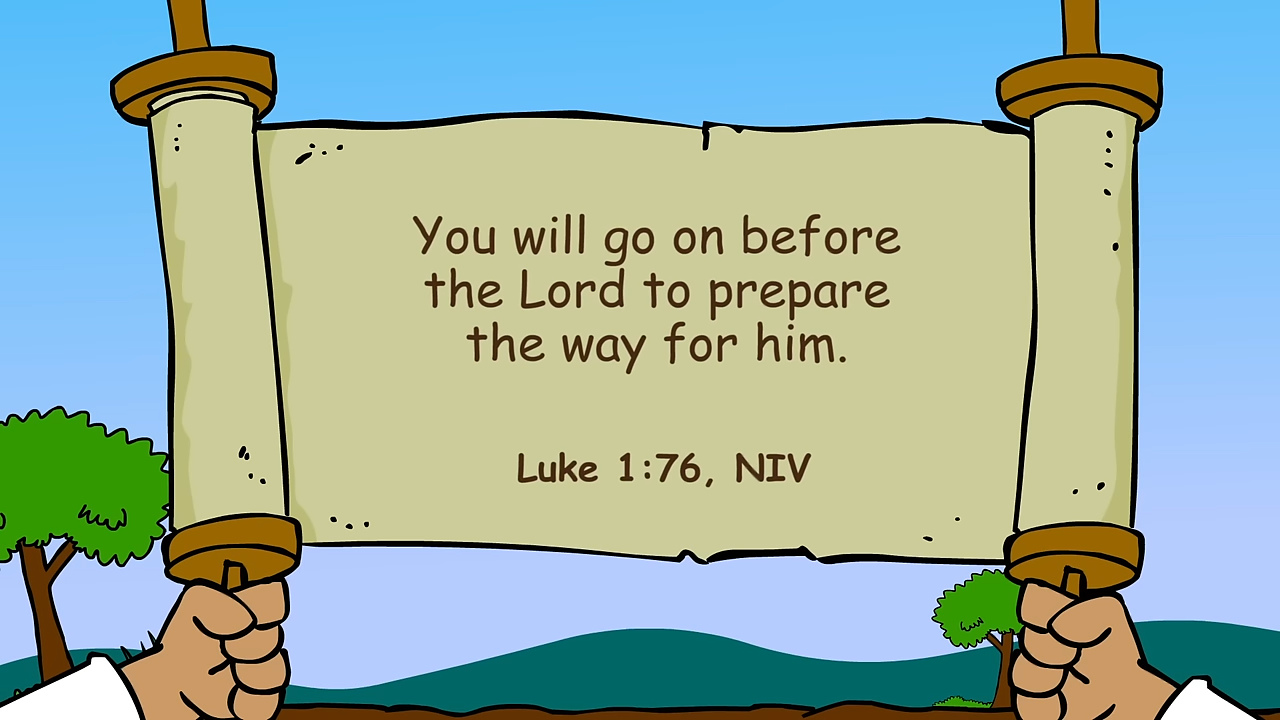 You will go on before
the Lord to prepare
the way for him.
Luke 1:76, NIV